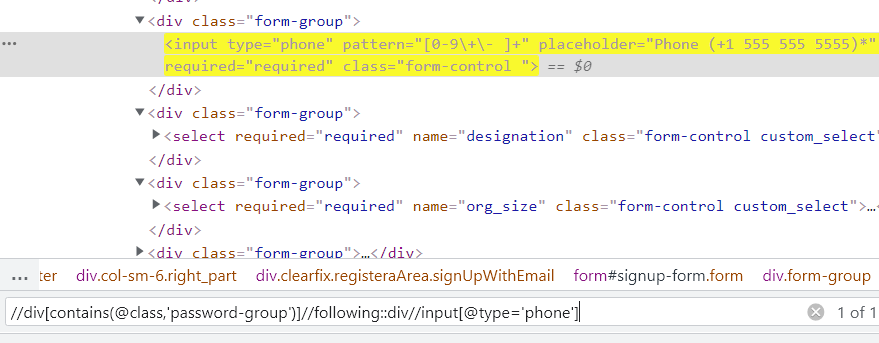 ▼<div class="form-group">
… <input type="phone" pattern="[0-9\+\- ]+" placeholder="Phone (+1 555 555 5555)*"
required="required" class="form-control "> == $0
</div>
▼<div class="form-group">
▶<select required="required" name="designation" class="form-control custom_select"
</div>
▼<div class="form-group">
▶<select required="required" name="org_size" class="form-control custom_select">…
</div>
▶<div class="form-group">…</div>
… ter div.col-sm-6.right_part div.clearfix.registeraArea.signUpWithEmail form#signup-form.form div.form-group
//div[contains(@class,'password-group')]//following::div//input[@type='phone'] 1 of 1